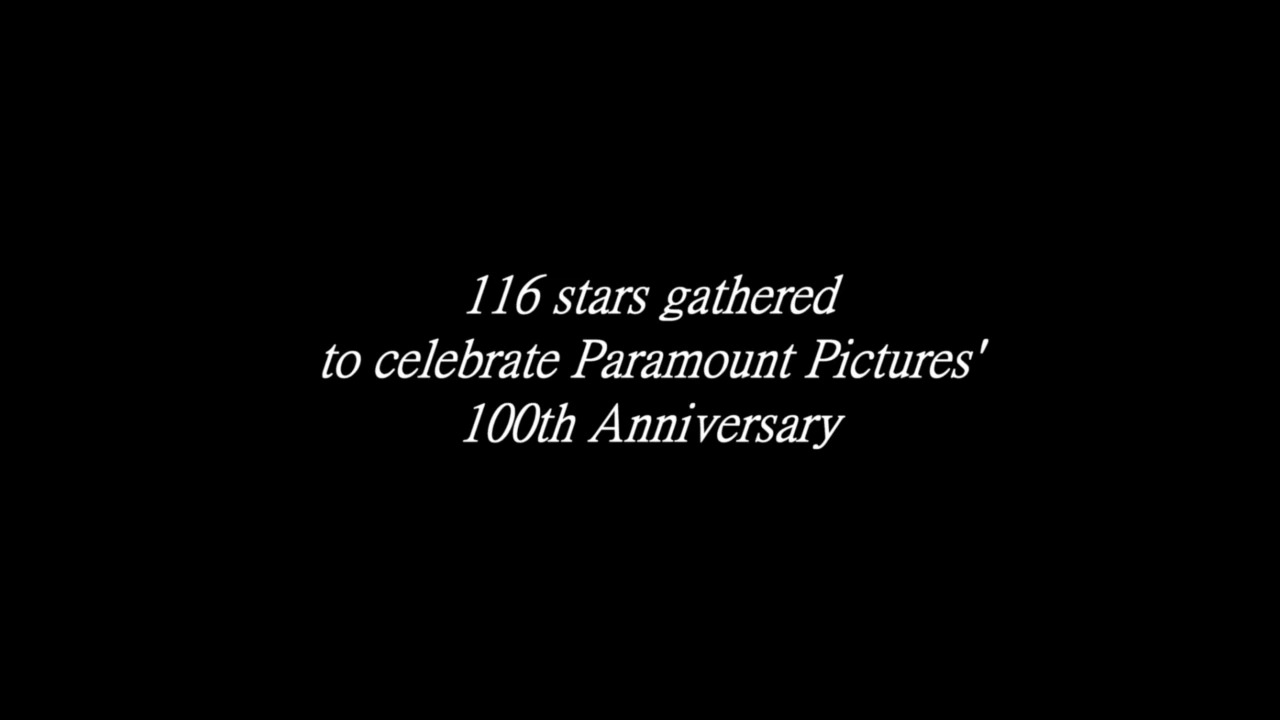 116 stars gathered
to celebrate Paramount Pictures'
100th Anniversary